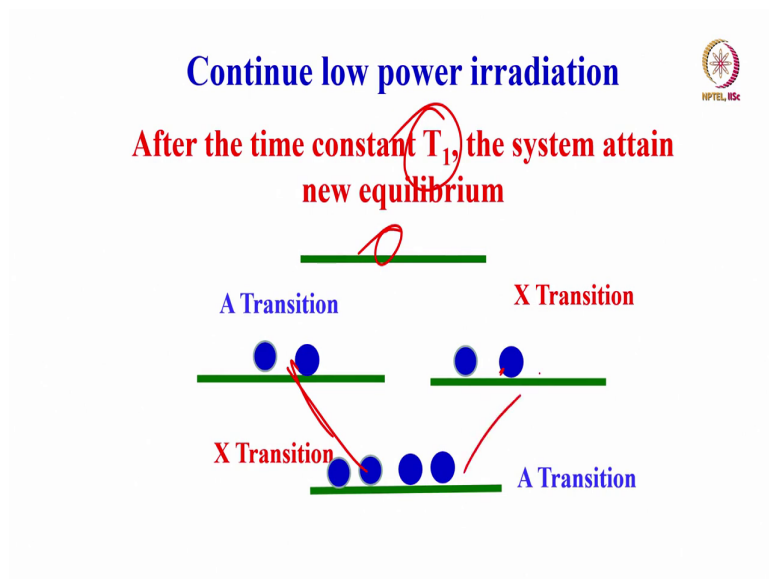 Continue low power irradiation
NPTEL, IISc
After the time constant T₁, the system attain
new equilibrium
A Transition
X Transition
X Transition
A Transition